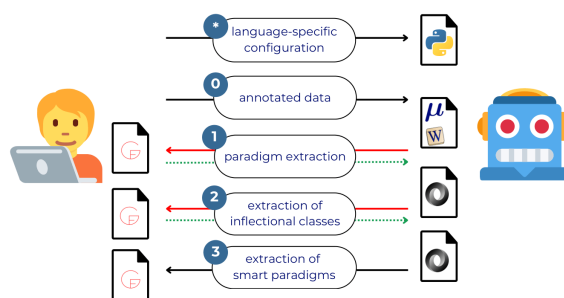 *
language-specific
configuration
0
annotated data
μ
W
1
paradigm extraction
2
extraction of
inflectional classes
3
extraction of
smart paradigms